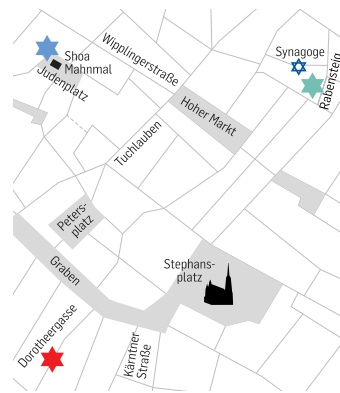 Shoa
Mahnmal
Judenplatz
Wipplingerstraße
Synagoge
Rabenstein
Hoher Markt
Tuchlauben
Peters-
platz
Stephans-
platz
Graben
Dorotheergasse
Kärntner
Straße